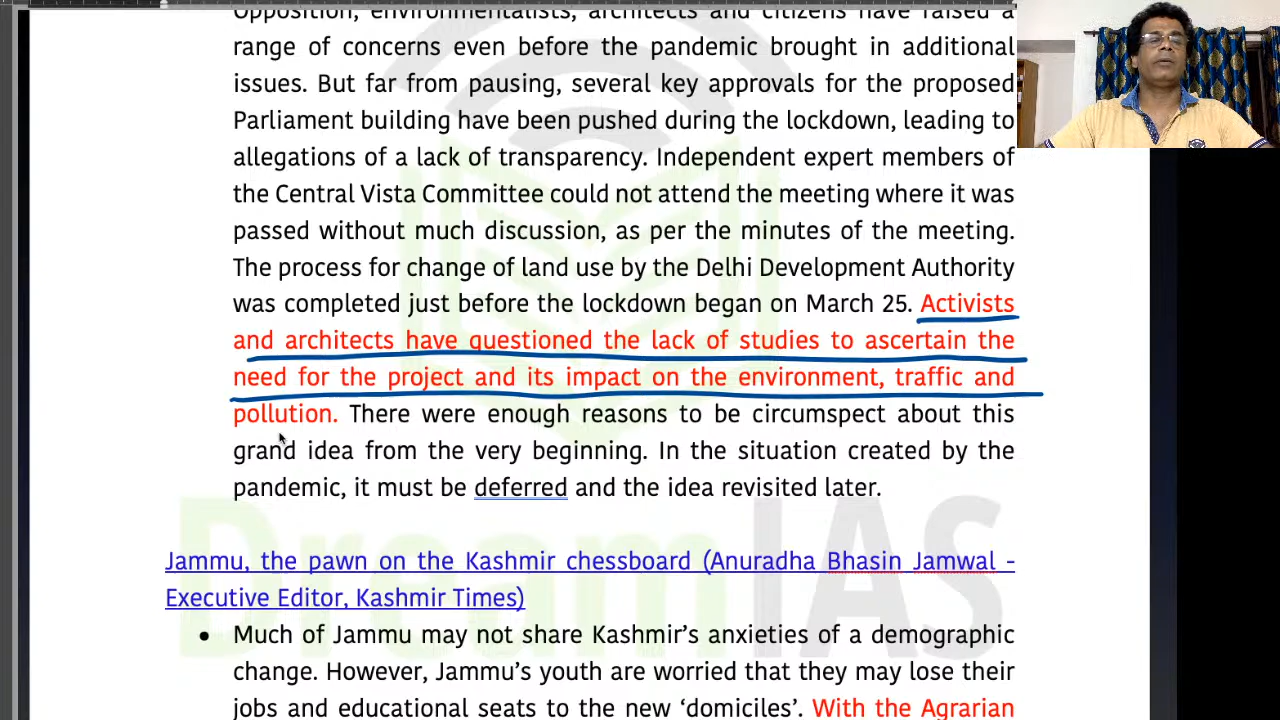 Opposition, environmentalists, architects and citizens have raised a
range of concerns even before the pandemic brought in additional
issues. But far from pausing, several key approvals for the proposed
Parliament building have been pushed during the lockdown, leading to
allegations of a lack of transparency. Independent expert members of
the Central Vista Committee could not attend the meeting where it was
passed without much discussion, as per the minutes of the meeting.
The process for change of land use by the Delhi Development Authority
was completed just before the lockdown began on March 25. Activists
and architects have questioned the lack of studies to ascertain the
need for the project and its impact on the environment, traffic and
pollution. There were enough reasons to be circumspect about this
grand idea from the very beginning. In the situation created by the
pandemic, it must be deferred and the idea revisited later.
Jammu, the pawn on the Kashmir chessboard (Anuradha Bhasin Jamwal -
Executive Editor, Kashmir Times)
• Much of Jammu may not share Kashmir's anxieties of a demographic
change. However, Jammu's youth are worried that they may lose their
jobs and educational seats to the new 'domiciles'. With the Agrarian
DreamIAS